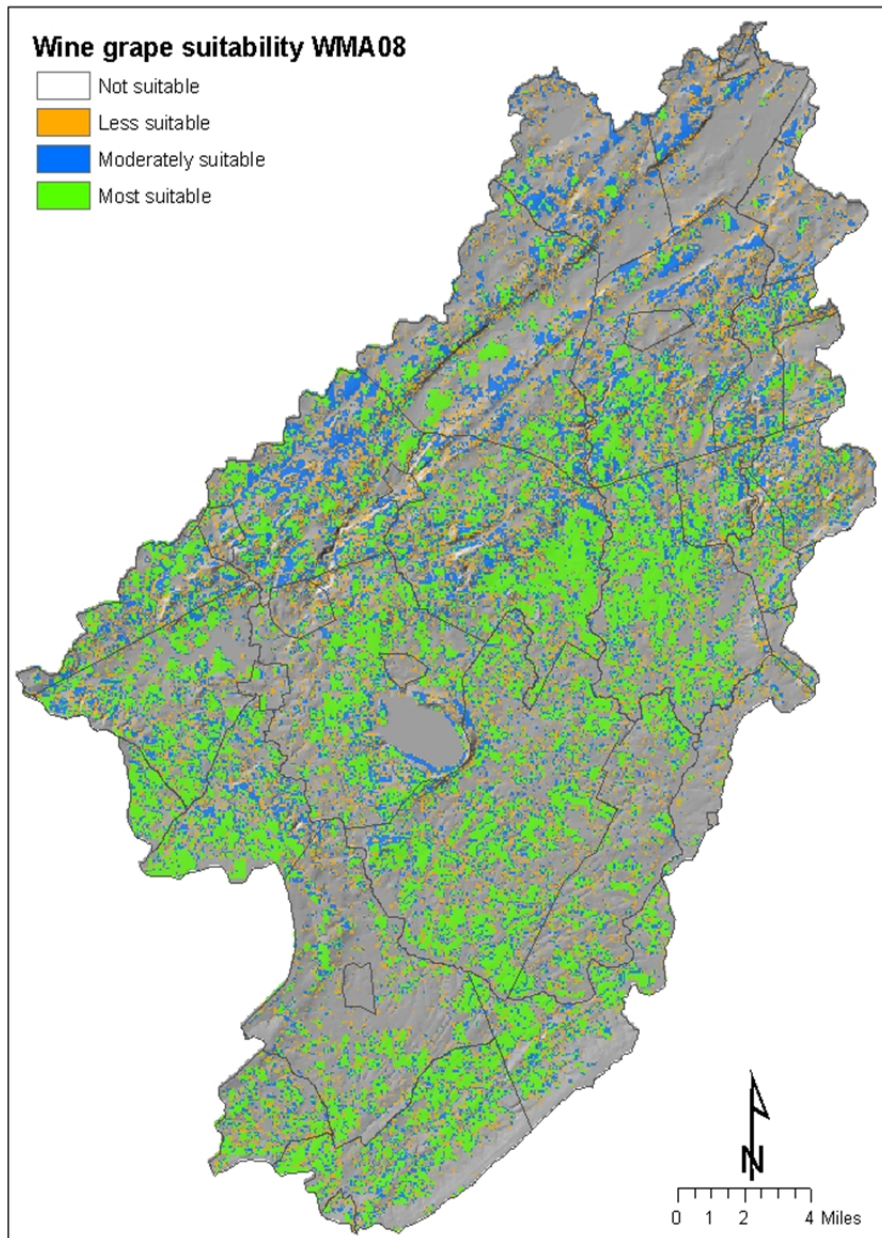 Wine grape suitability WMA08
Not suitable
Less suitable
Moderately suitable
Most suitable
N
0 1 2 4 Miles